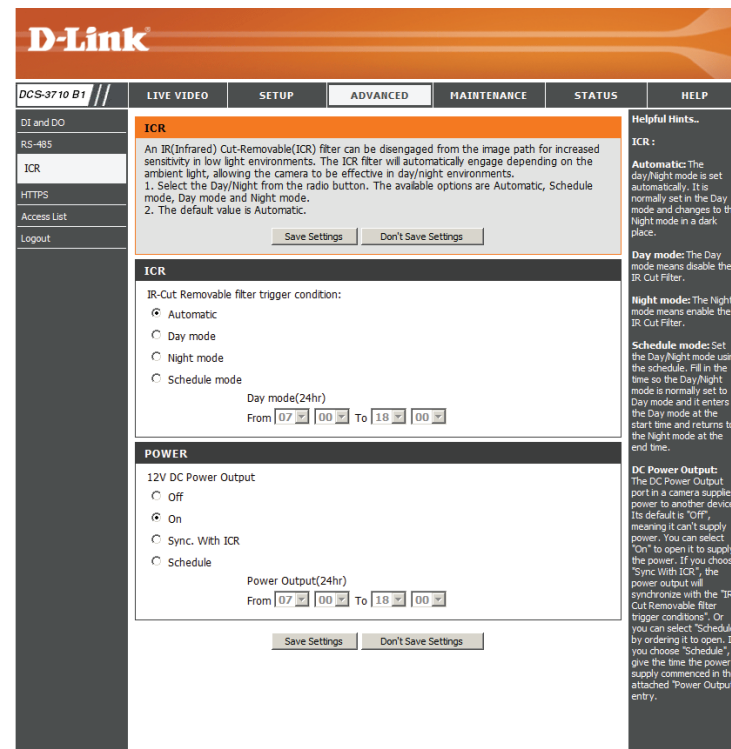 D-Link
DCS-3710 B1 //
LIVE VIDEO
SETUP
ADVANCED
MAINTENANCE
STATUS
HELP
DI and DO
RS-485
ICR
HTTPS
Access List
Logout
ICR
An IR(Infrared) Cut-Removable(ICR) filter can be disengaged from the image path for increased
sensitivity in low light environments. The ICR filter will automatically engage depending on the
ambient light, allowing the camera to be effective in day/night environments.
1. Select the Day/Night from the radio button. The available options are Automatic, Schedule
mode, Day mode and Night mode.
2. The default value is Automatic.
Save Settings
Don't Save Settings
ICR
IR-Cut Removable filter trigger condition:
Automatic
Day mode
Night mode
Schedule mode
Day mode(24hr)
From 07 00 To 18 00
POWER
12V DC Power Output
Off
On
Sync. With ICR
Schedule
Power Output(24hr)
From 07 00 To 18 00
Save Settings
Don't Save Settings
Helpful Hints..
ICR :
Automatic: The
day/Night mode is set
automatically. It is
normally set in the Day
mode and changes to th
Night mode in a dark
place.
Day mode: The Day
mode means disable the
IR Cut Filter.
Night mode: The Night
mode means enable the
IR Cut Filter.
Schedule mode: Set
the Day/Night mode usin
the schedule. Fill in the
time so the Day/Night
mode is normally set to
Day mode and it enters
the Day mode at the
start time and returns to
the Night mode at the
end time.
DC Power Output:
The DC Power Output
port in a camera supplie
power to another device
Its default is "Off",
meaning it can't supply
power. You can select
"On" to open it to supply
the power. If you choos
"Sync With ICR", the
power output will
synchronize with the "IR
Cut Removable filter
trigger conditions". Or
you can select "Schedule
by ordering it to open. I
you choose "Schedule",
give the time the power
supply commenced in th
attached "Power Outpu
entry.